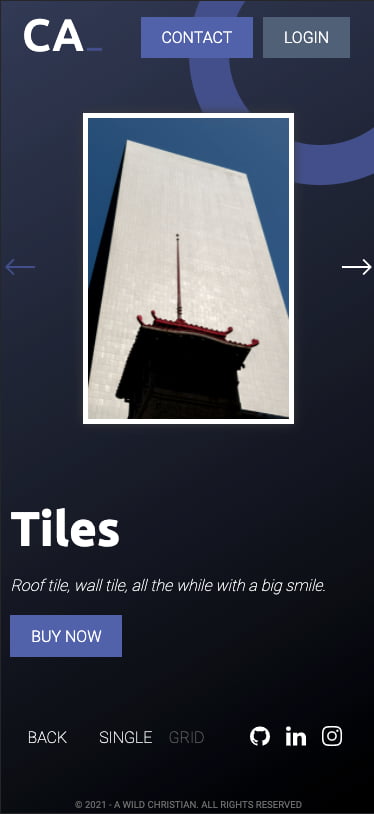 CA_
CONTACT
LOGIN
Tiles
Roof tile, wall tile, all the while with a big smile.
BUY NOW
BACK
SINGLE
GRID
© 2021 - A WILD CHRISTIAN. ALL RIGHTS RESERVED